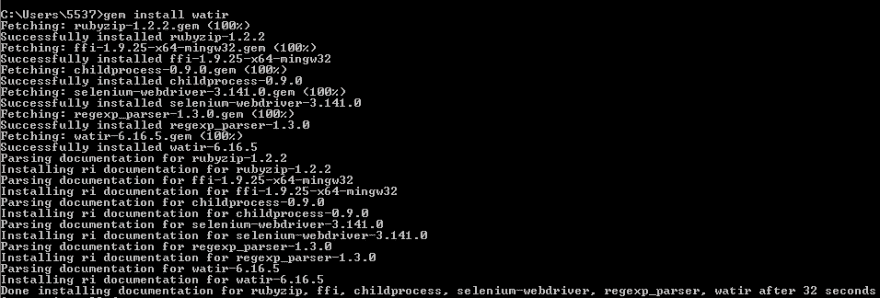 C:\Users\5537>gem install watir
Fetching: rubyzip-1.2.2.gem (100%)
Successfully installed rubyzip-1.2.2
Fetching: ffi-1.9.25-x64-mingw32.gem (100%)
Successfully installed ffi-1.9.25-x64-mingw32
Fetching: childprocess-0.9.0.gem (100%)
Successfully installed childprocess-0.9.0
Fetching: selenium-webdriver-3.141.0.gem (100%)
Successfully installed selenium-webdriver-3.141.0
Fetching: regexp_parser-1.3.0.gem (100%)
Successfully installed regexp_parser-1.3.0
Fetching: watir-6.16.5.gem (100%)
Successfully installed watir-6.16.5
Parsing documentation for rubyzip-1.2.2
Installing ri documentation for rubyzip-1.2.2
Parsing documentation for ffi-1.9.25-x64-mingw32
Installing ri documentation for ffi-1.9.25-x64-mingw32
Parsing documentation for childprocess-0.9.0
Installing ri documentation for childprocess-0.9.0
Parsing documentation for selenium-webdriver-3.141.0
Installing ri documentation for selenium-webdriver-3.141.0
Parsing documentation for regexp_parser-1.3.0
Installing ri documentation for regexp_parser-1.3.0
Parsing documentation for watir-6.16.5
Installing ri documentation for watir-6.16.5
Done installing documentation for rubyzip, ffi, childprocess, selenium-webdriver, regexp_parser, watir after 32 seconds